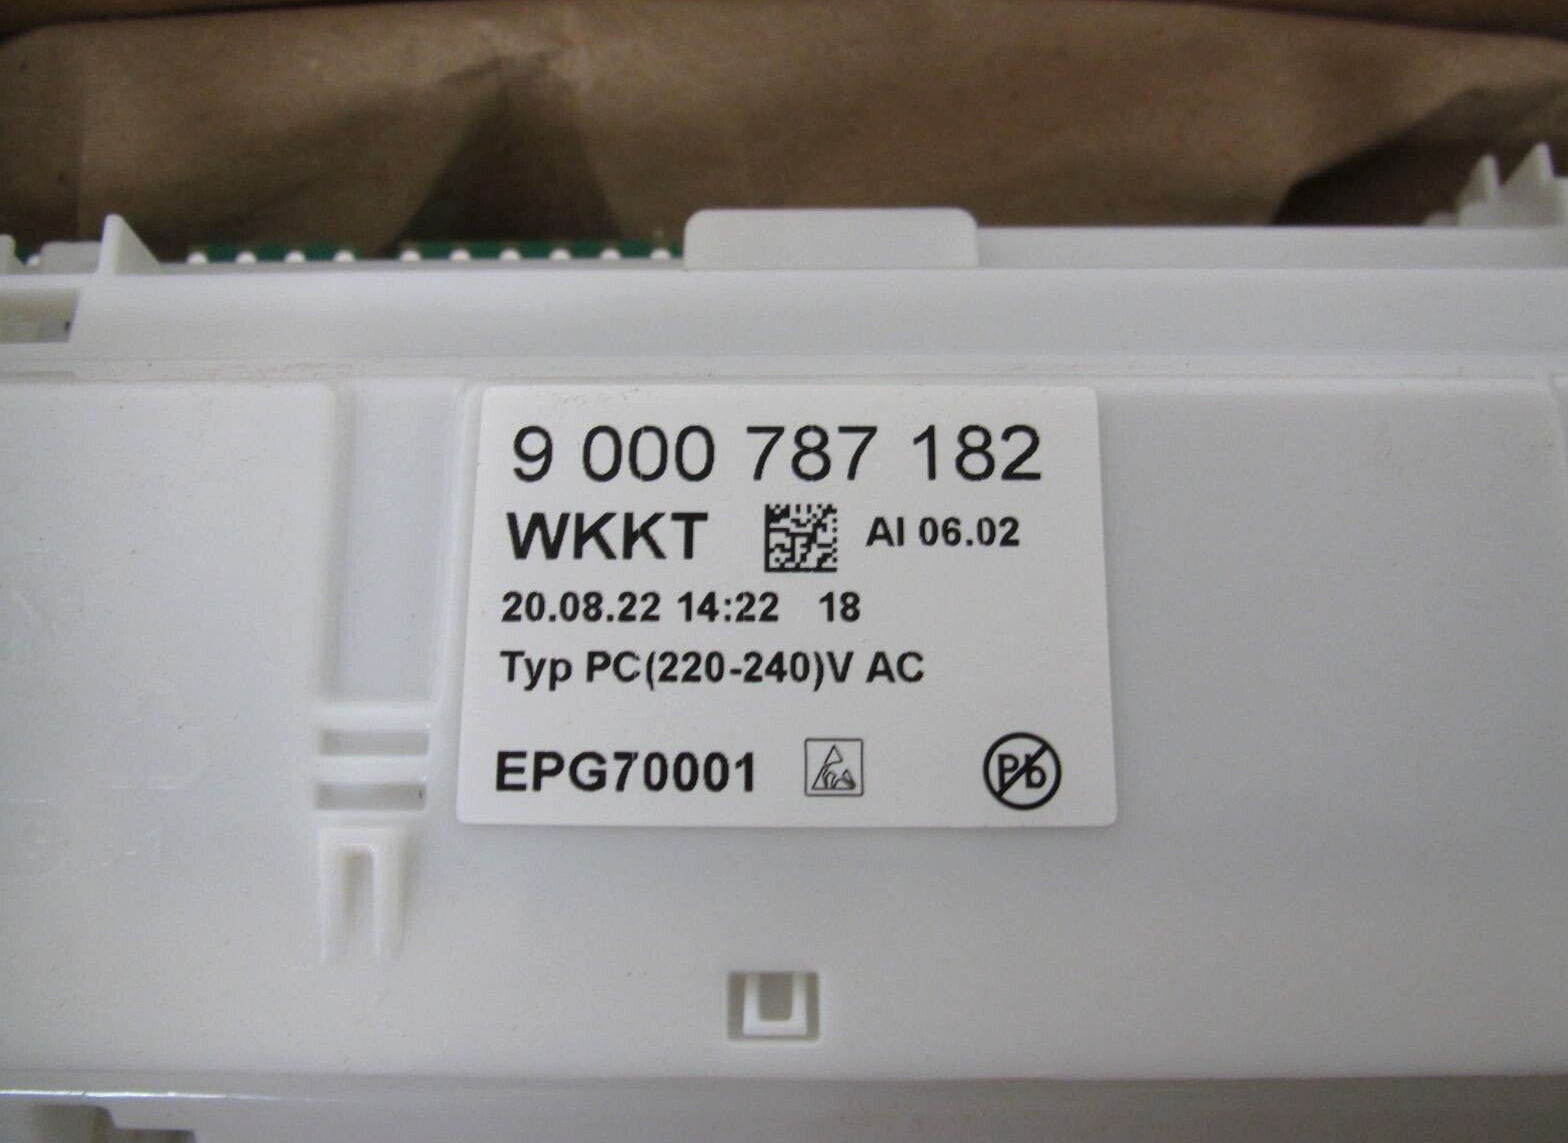 9 000 787 182
WKKT AI 06.02
20.08.22 14:22 18
Typ PC(220-240)V AC
EPG70001 Pb